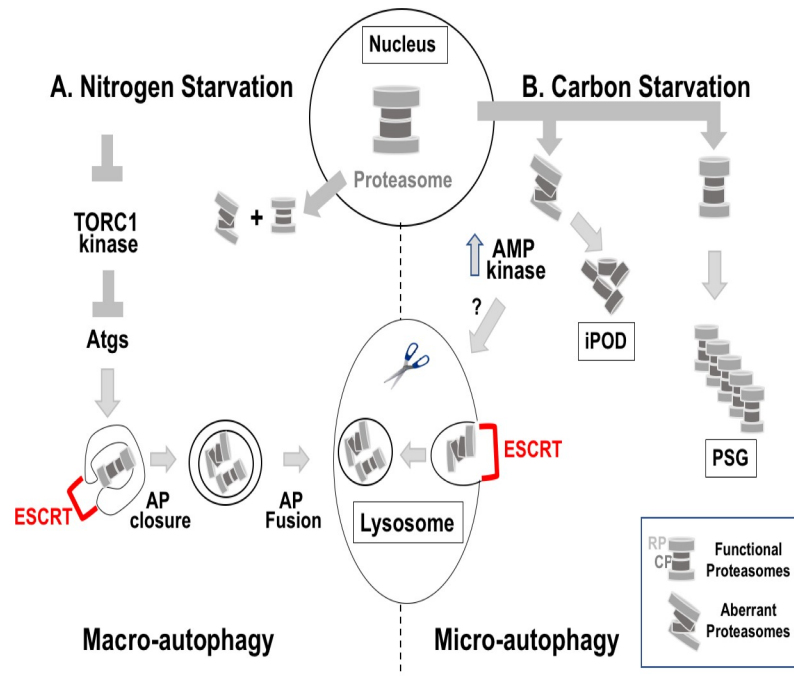 Nucleus
A. Nitrogen Starvation
B. Carbon Starvation
Proteasome
+
TORC1
kinase
AMP
kinase
?
iPOD
Atgs
PSG
ESCRT
ESCRT
AP
closure
AP
Fusion
Lysosome
RP
CP
Functional
Proteasomes
Aberrant
Proteasomes
Macro-autophagy
Micro-autophagy